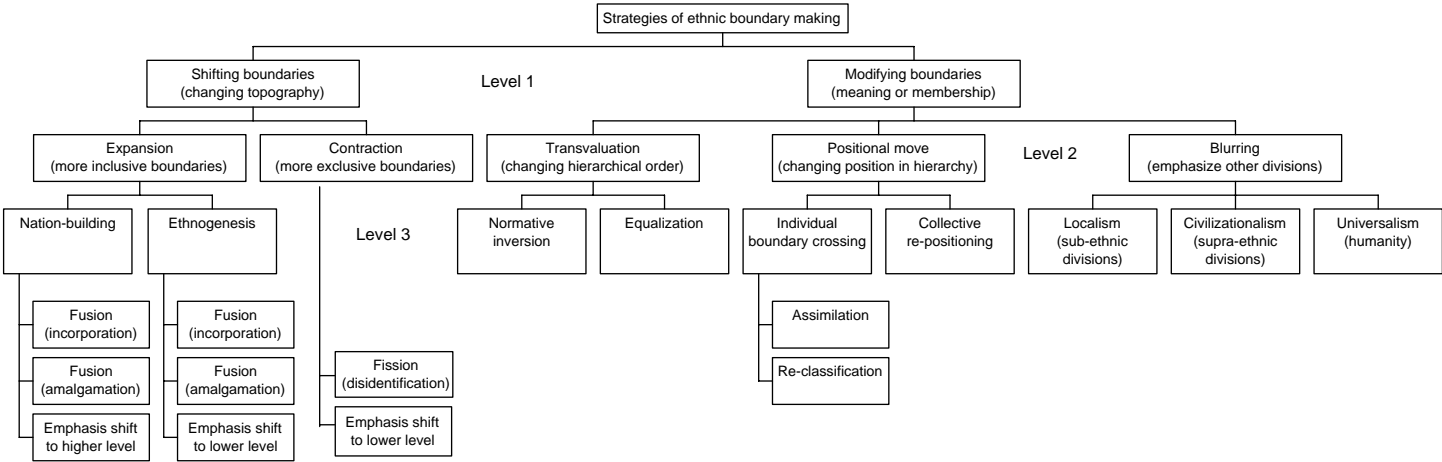 Strategies of ethnic boundary making
Shifting boundaries
(changing topography)
Level 1
Modifying boundaries
(meaning or membership)
Expansion
(more inclusive boundaries)
Contraction
(more exclusive boundaries)
Transvaluation
(changing hierarchical order)
Positional move
(changing position in hierarchy)
Level 2
Blurring
(emphasize other divisions)
Nation-building
Ethnogenesis
Level 3
Normative
inversion
Equalization
Individual
boundary crossing
Collective
re-positioning
Localism
(sub-ethnic
divisions)
Civilizationalism
(supra-ethnic
divisions)
Universalism
(humanity)
Fusion
(incorporation)
Fusion
(amalgamation)
Emphasis shift
to higher level
Fusion
(incorporation)
Fusion
(amalgamation)
Emphasis shift
to lower level
Fission
(disidentification)
Emphasis shift
to lower level
Assimilation
Re-classification